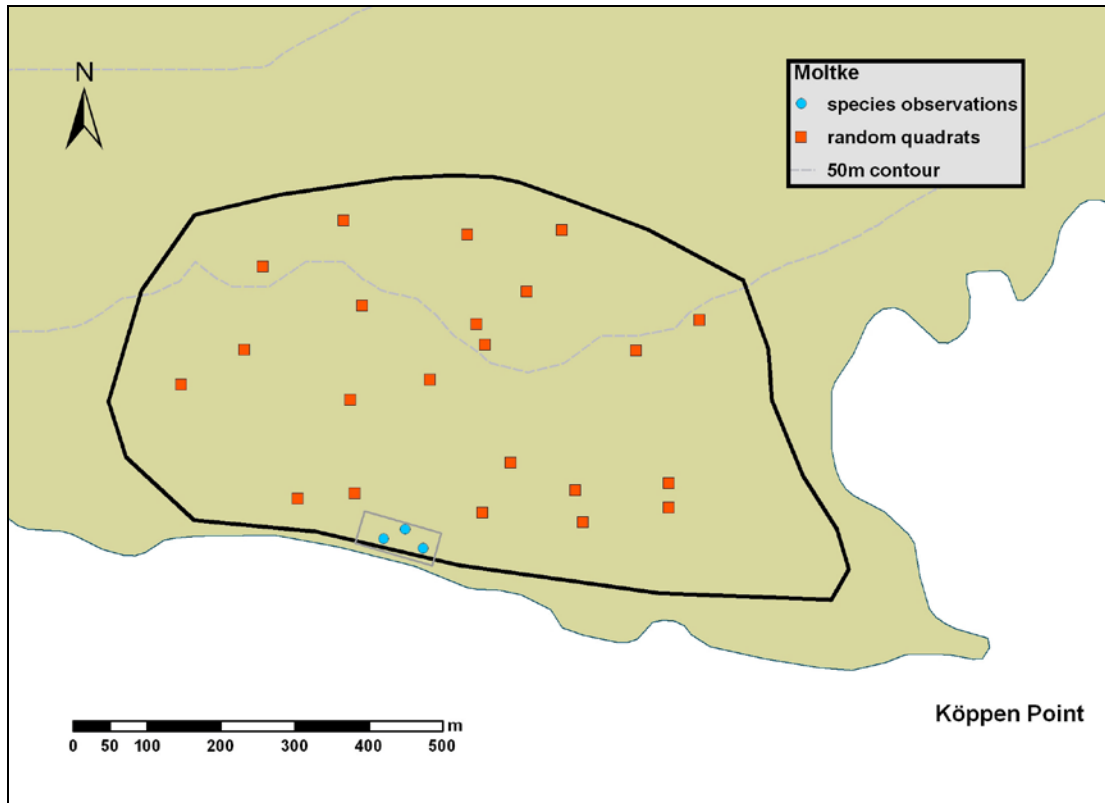 N
Moltke
species observations
random quadrats
50m contour
Köppen Point
m
0 50 100 200 300 400 500